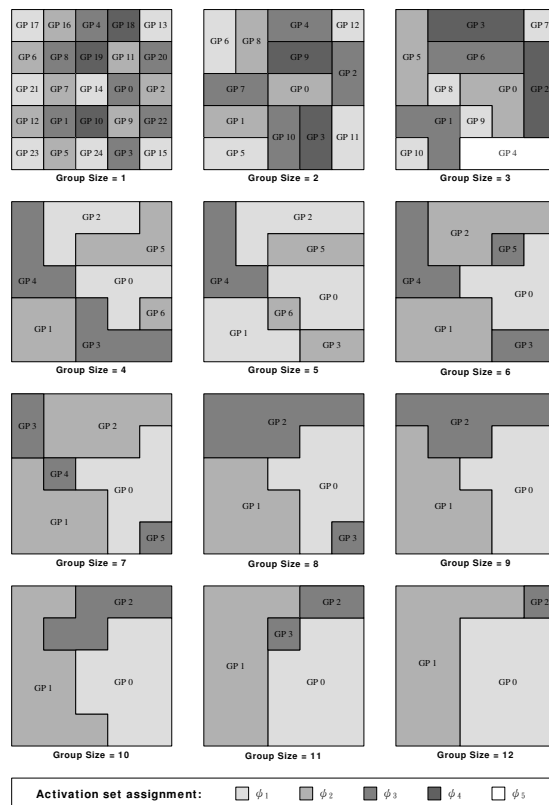 GP 17 GP 16 GP 4 GP 18 GP 13
GP 6 GP 8 GP 19 GP 11 GP 20
GP 21 GP 7 GP 14 GP 0 GP 2
GP 12 GP 1 GP 10 GP 9 GP 22
GP 23 GP 5 GP 24 GP 3 GP 15
Group Size = 1
GP 6 GP 8 GP 4 GP 12
GP 9 GP 2
GP 7 GP 0
GP 1 GP 10 GP 3 GP 11
GP 5
Group Size = 2
GP 3 GP 7
GP 5 GP 6
GP 8 GP 0 GP 2
GP 1 GP 9
GP 10 GP 4
Group Size = 3
GP 2
GP 5
GP 4 GP 0
GP 1 GP 6
GP 3
Group Size = 4
GP 2
GP 5
GP 4 GP 0
GP 1 GP 6
GP 3
Group Size = 5
GP 2 GP 5
GP 4 GP 0
GP 1
GP 3
Group Size = 6
GP 3 GP 2
GP 4 GP 0
GP 1 GP 5
Group Size = 7
GP 2
GP 0
GP 1
GP 3
Group Size = 8
GP 2
GP 0
GP 1
Group Size = 9
GP 2
GP 1 GP 0
Group Size = 10
GP 2
GP 3
GP 1 GP 0
Group Size = 11
GP 2
GP 1 GP 0
Group Size = 12
Activation set assignment: ϕ1 ϕ2 ϕ3 ϕ4 ϕ5